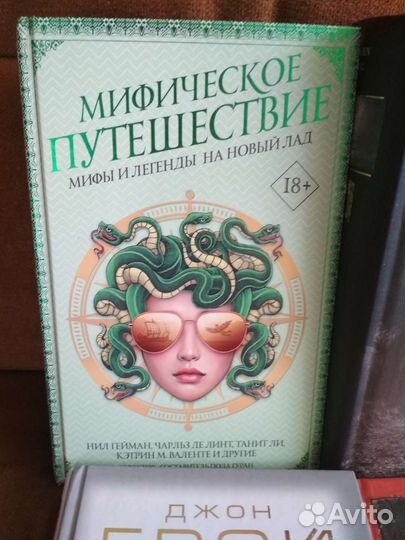 МИФИЧЕСКОЕ
ПУТЕШЕСТВИЕ
МИФЫ И ЛЕГЕНДЫ НА НОВЫЙ ЛАД
18+
НИЛ ГЕЙМАН, ЧАРЛЬЗ ДЕ ЛИНТ, ТАНИТ ЛИ,
КЭТРИН М. ВАЛЕНТЕ И ДРУГИЕ
ДЖОН
Avito